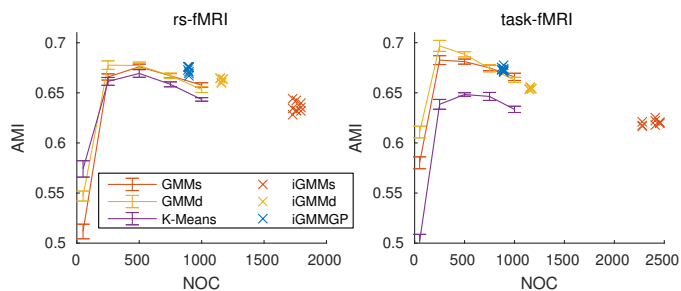 rs-fMRI
AMI
0.7
0.65
0.6
0.55
0.5
0
500
1000
1500
2000
NOC
GMMs
GMMd
K-Means
iGMMs
iGMMd
iGMMGP
task-fMRI
AMI
0.7
0.65
0.6
0.55
0.5
0
500
1000
1500
2000
2500
NOC